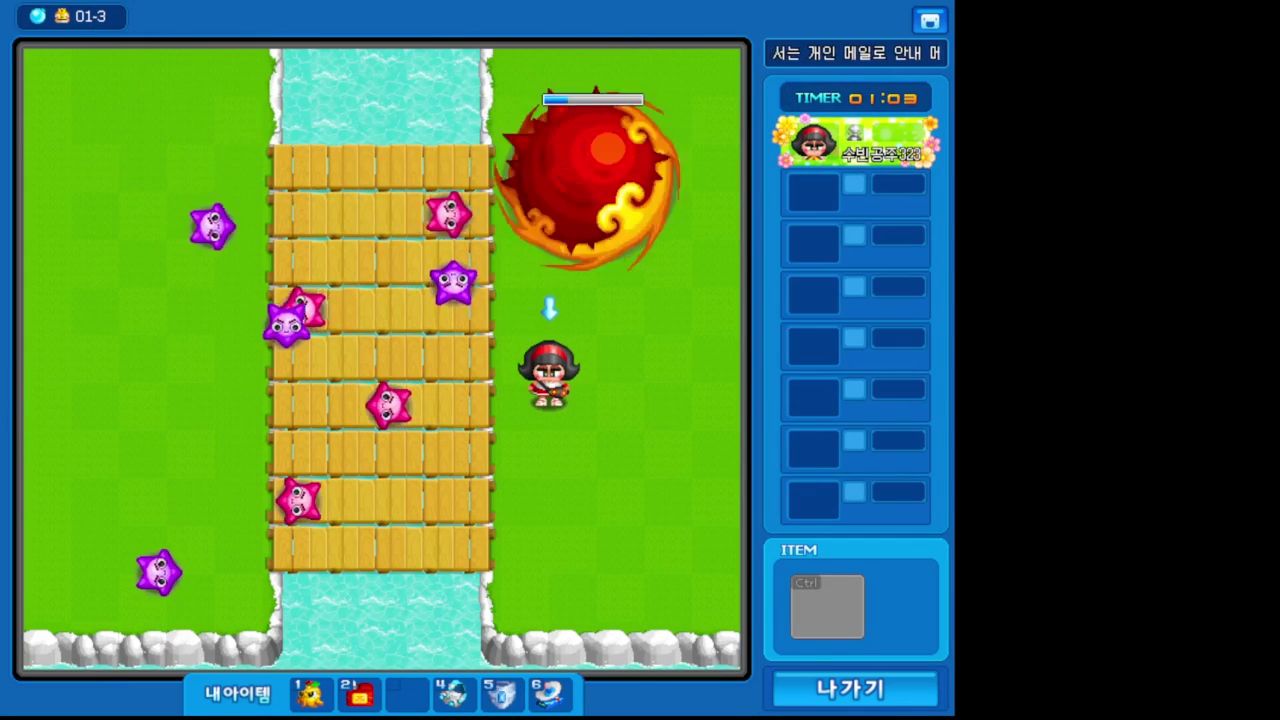 01-3
서는 개인 메일로 안내 머
TIMER 01:03
수빈공주323
ITEM
Ctrl
내 아이템 1 2 4 5 6
나가기